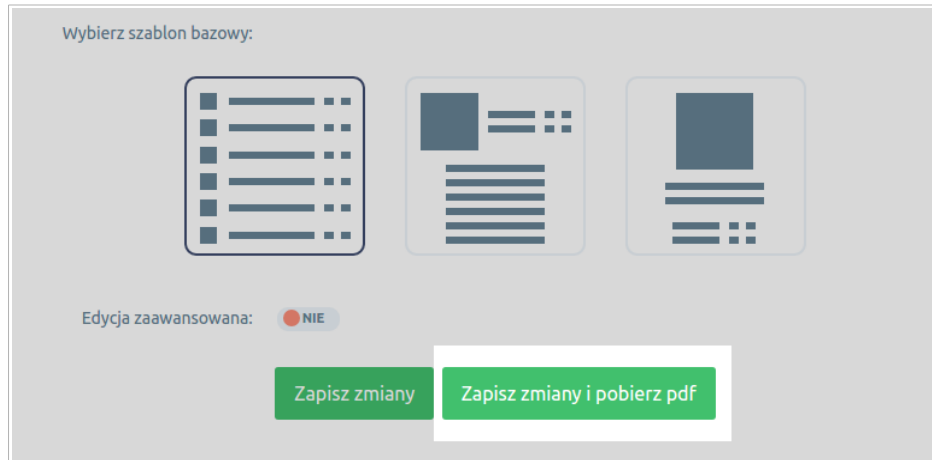 Wybierz szablon bazowy:
Edycja zaawansowana: NIE
Zapisz zmiany Zapisz zmiany i pobierz pdf